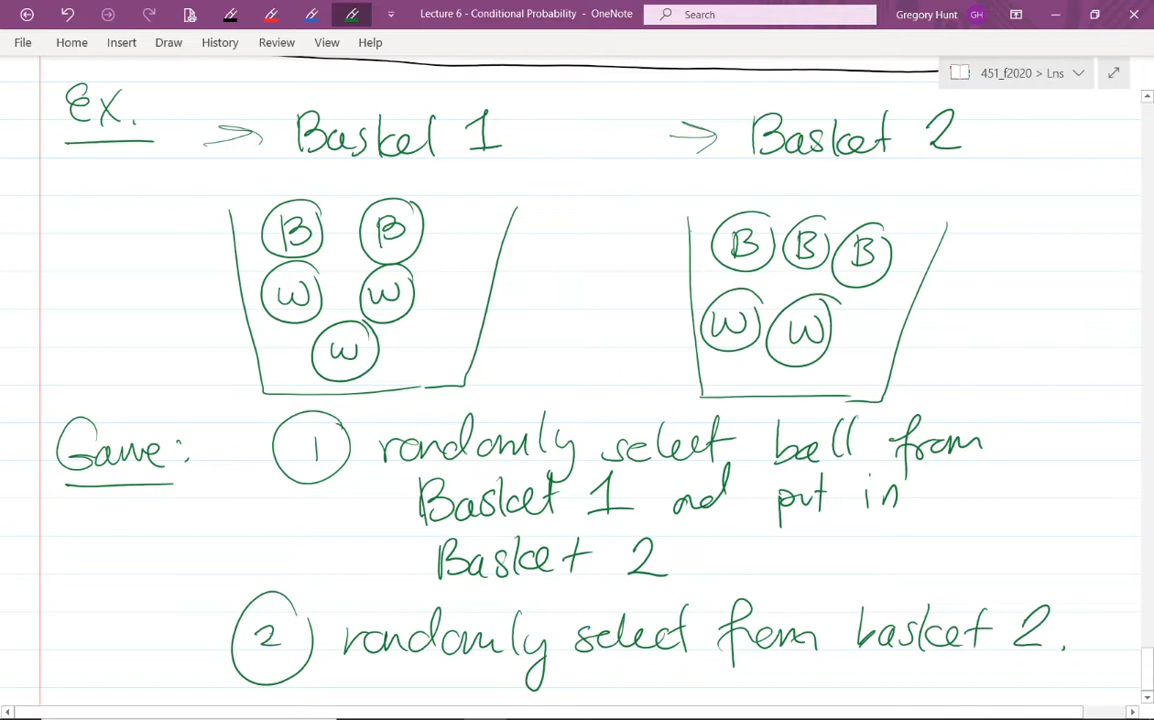 Lecture 6 - Conditional Probability - OneNote
Search
Gregory Hunt
GH
File Home Insert Draw History Review View Help
451_f2020 > Lns
Ex.
→ Basket 1 → Basket 2
B B B B B
W W W W
W
Game: 1 randomly select ball from
Basket 1 and put in
Basket 2
2 randomly select from basket 2.